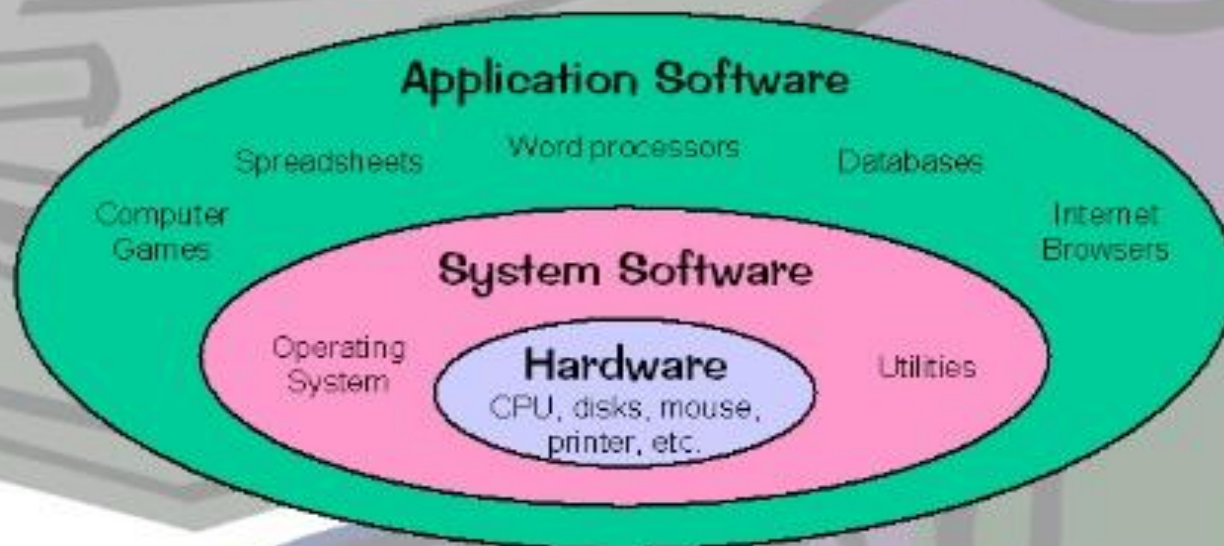 Application Software
Spreadsheets
Word processors
Databases
Computer
Games
Internet
Browsers
System Software
Operating
System
Utilities
Hardware
CPU, disks, mouse,
printer, etc.